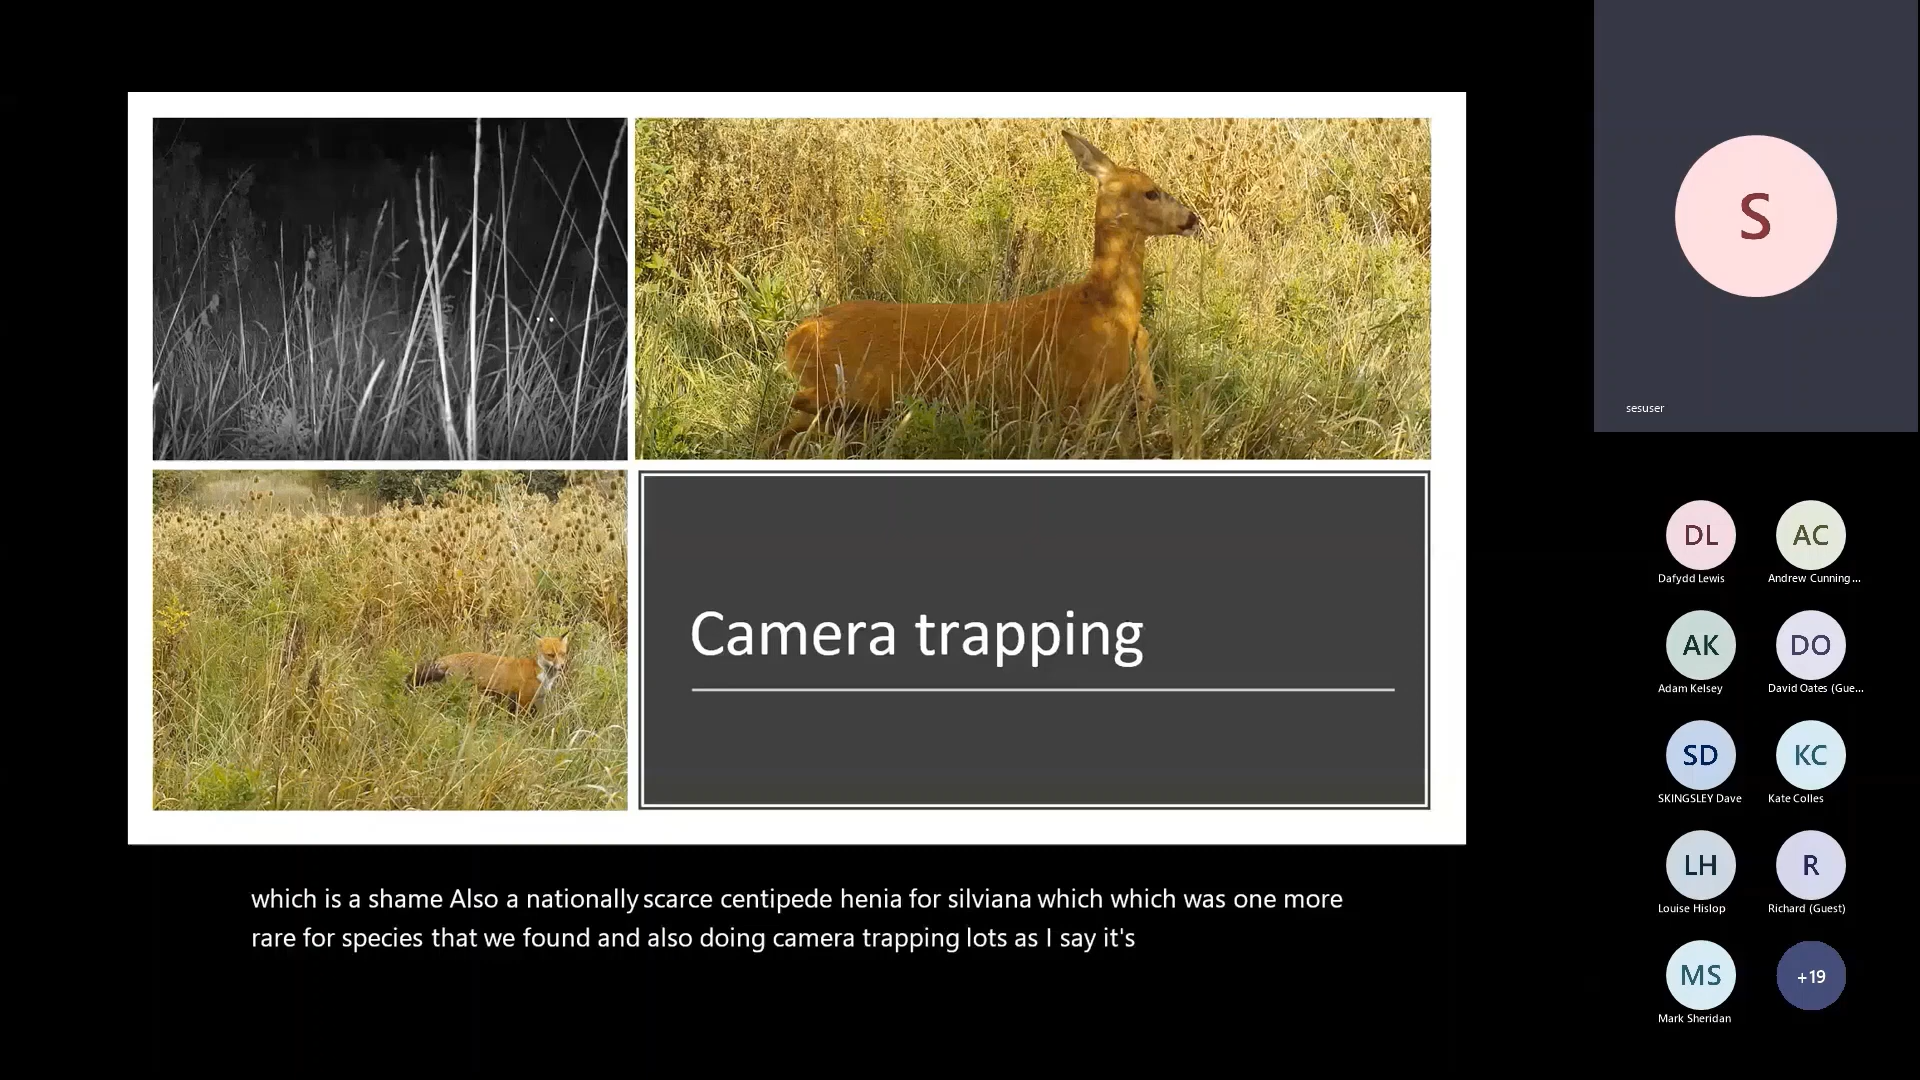 Camera trapping
which is a shame Also a nationally scarce centipede henia for silviana which which was one more
rare for species that we found and also doing camera trapping lots as I say it's
S
sesuser
DL
AC
Dafydd Lewis
Andrew Cunning...
AK
DO
Adam Kelsey
David Oates (Gue...
SD
KC
SKINGSLEY Dave
Kate Colles
LH
R
Louise Hislop
Richard (Guest)
MS
+19
Mark Sheridan